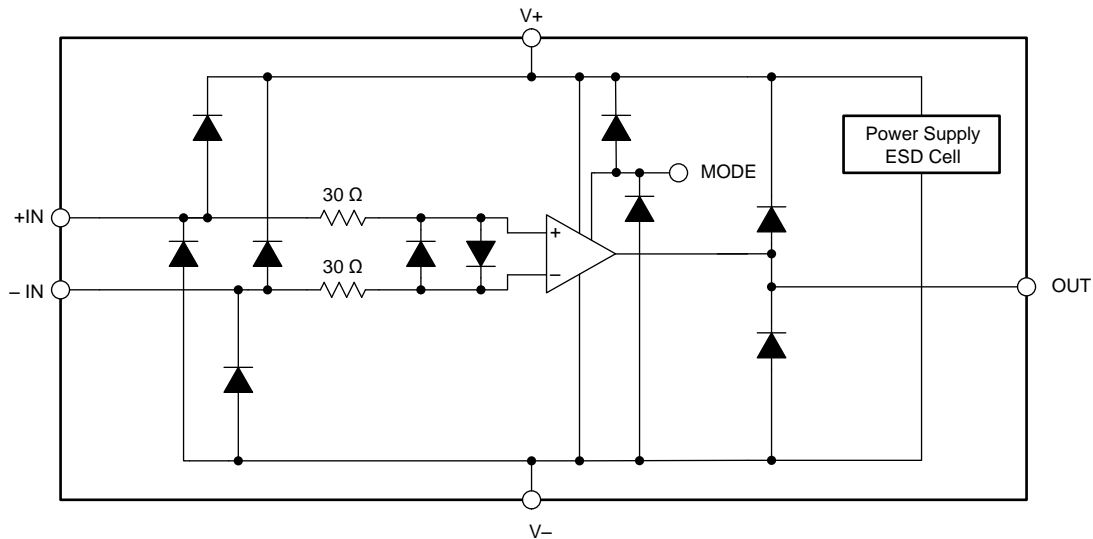 V+
Power Supply
ESD Cell
MODE
30 Ω
+IN
+
30 Ω
–
– IN
OUT
V–